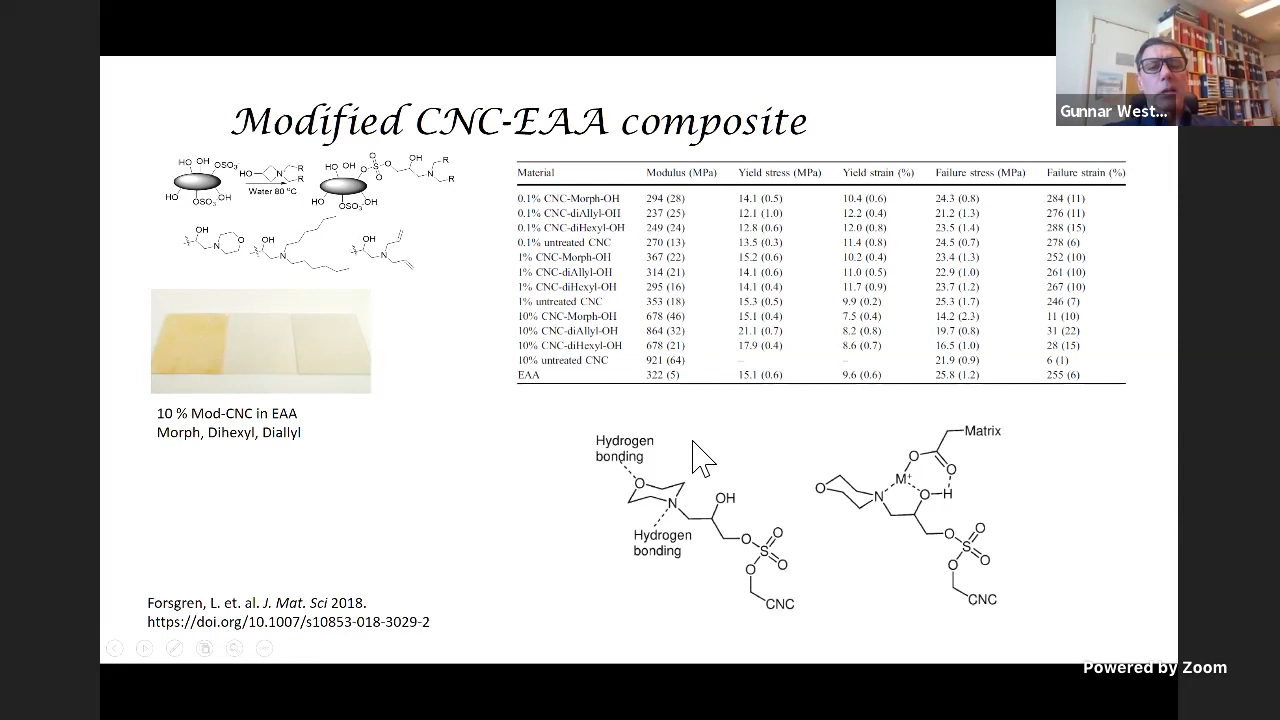 Gunnar West...
Modified CNC-EAA composite
HO OH OSO3-
HO N R R
Water 80 °C
HO OSO3- OH
HO OH O S O O O OH N R R
HO OSO3- OH
OH N O
OH N
OH N
Material Modulus (MPa) Yield stress (MPa) Yield strain (%) Failure stress (MPa) Failure strain (%)
0.1% CNC-Morph-OH 294 (28) 14.1 (0.5) 10.4 (0.6) 24.3 (0.8) 284 (11)
0.1% CNC-diAllyl-OH 237 (25) 12.1 (1.0) 12.2 (0.4) 21.2 (1.3) 276 (11)
0.1% CNC-diHexyl-OH 249 (24) 12.8 (0.6) 12.0 (0.8) 23.5 (1.4) 288 (15)
0.1% untreated CNC 270 (13) 13.5 (0.3) 11.4 (0.8) 24.5 (0.7) 278 (6)
1% CNC-Morph-OH 367 (22) 15.2 (0.6) 10.2 (0.4) 23.4 (1.3) 252 (10)
1% CNC-diAllyl-OH 314 (21) 14.1 (0.6) 11.0 (0.5) 22.9 (1.0) 261 (10)
1% CNC-diHexyl-OH 295 (16) 14.1 (0.4) 11.7 (0.9) 23.7 (1.2) 267 (10)
1% untreated CNC 353 (18) 15.3 (0.5) 9.9 (0.2) 25.3 (1.7) 246 (7)
10% CNC-Morph-OH 678 (46) 15.1 (0.4) 7.5 (0.4) 14.2 (2.3) 11 (10)
10% CNC-diAllyl-OH 864 (32) 21.1 (0.7) 8.2 (0.8) 19.7 (0.8) 31 (22)
10% CNC-diHexyl-OH 678 (21) 17.9 (0.4) 8.6 (0.7) 16.5 (1.0) 28 (15)
10% untreated CNC 921 (64) – – 21.9 (0.9) 6 (1)
EAA 322 (5) 15.1 (0.6) 9.6 (0.6) 25.8 (1.2) 255 (6)
10 % Mod-CNC in EAA
Morph, Dihexyl, Diallyl
Hydrogen
bonding
O N OH
Hydrogen
bonding
O S O O O
CNC
Matrix
O O
M+
O N O H
O S O O O
CNC
Forsgren, L. et. al. J. Mat. Sci 2018.
https://doi.org/10.1007/s10853-018-3029-2
Powered by Zoom